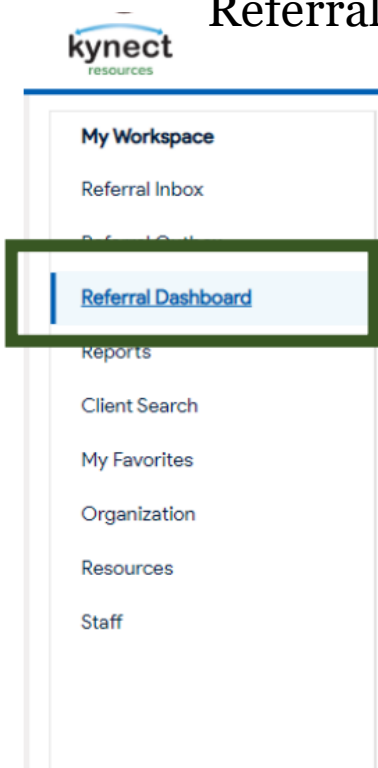 Referral
kynect
resources
My Workspace
Referral Inbox
Referral Dashboard
Reports
Client Search
My Favorites
Organization
Resources
Staff